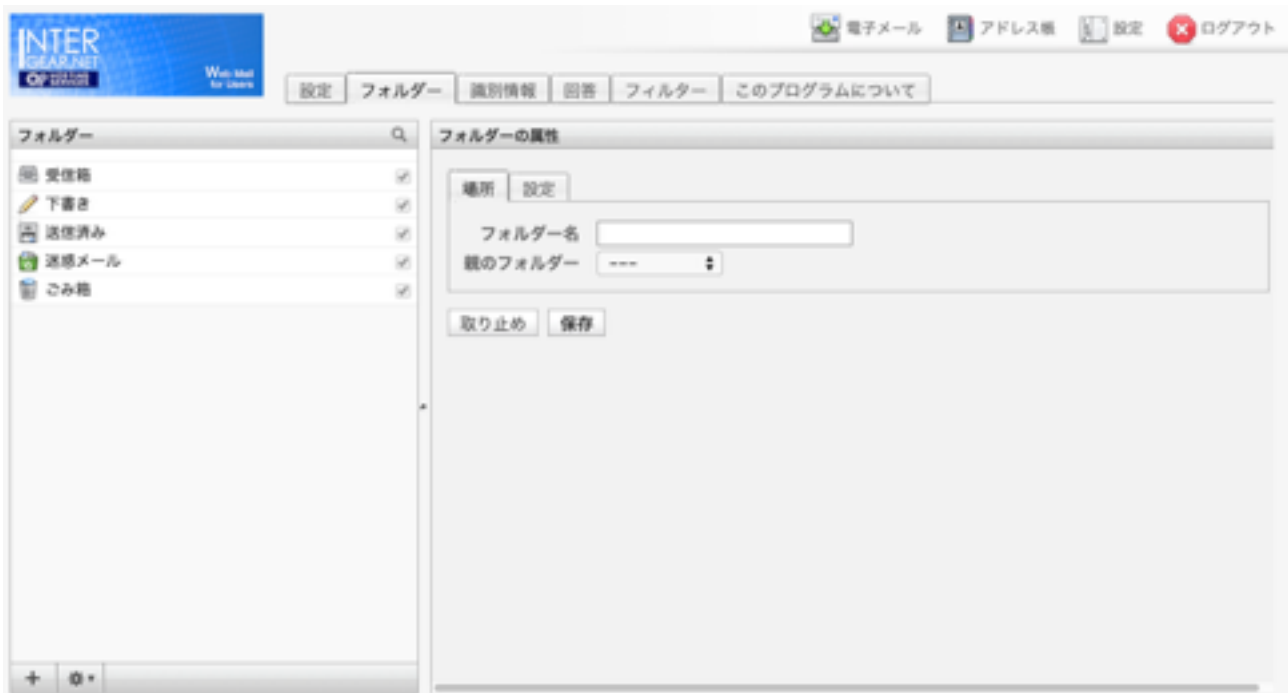 INTER
GEAR.NET
HOSTING
SERVICES
Web Mail
for Users
電子メール アドレス帳 設定 ログアウト
設定 フォルダー 識別情報 回答 フィルター このプログラムについて
フォルダー
受信箱
下書き
送信済み
迷惑メール
ごみ箱
フォルダーの属性
場所 設定
フォルダー名
親のフォルダー ---
取り止め 保存